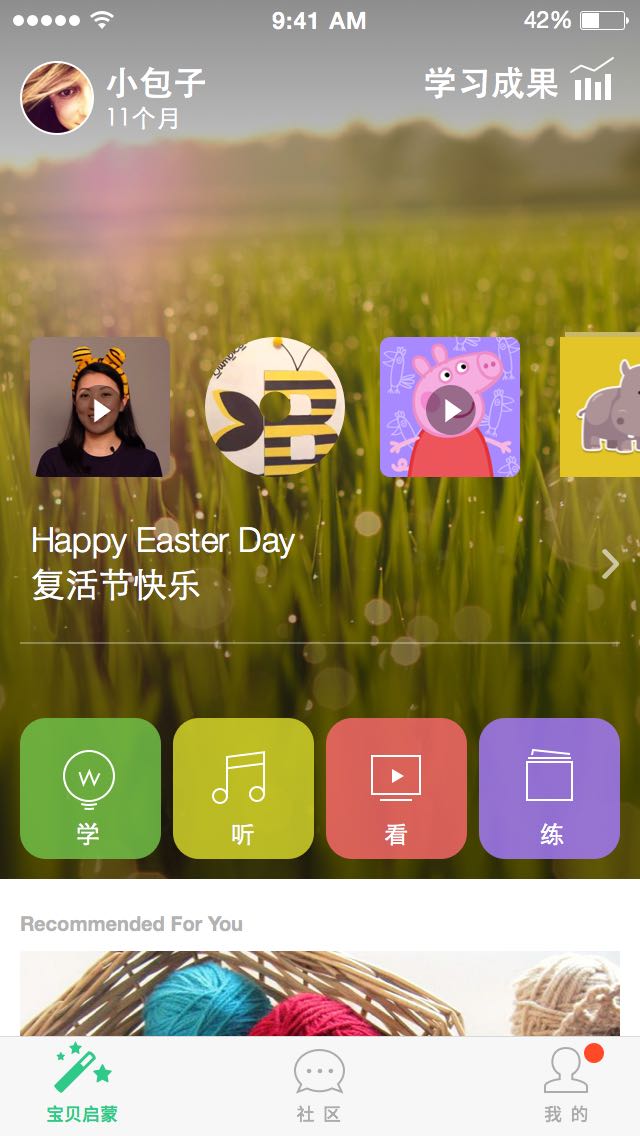 9:41 AM
42%
小包子
11个月
学习成果
B
Happy Easter Day
复活节快乐
学
听
看
练
Recommended For You
宝贝启蒙
社区
我的